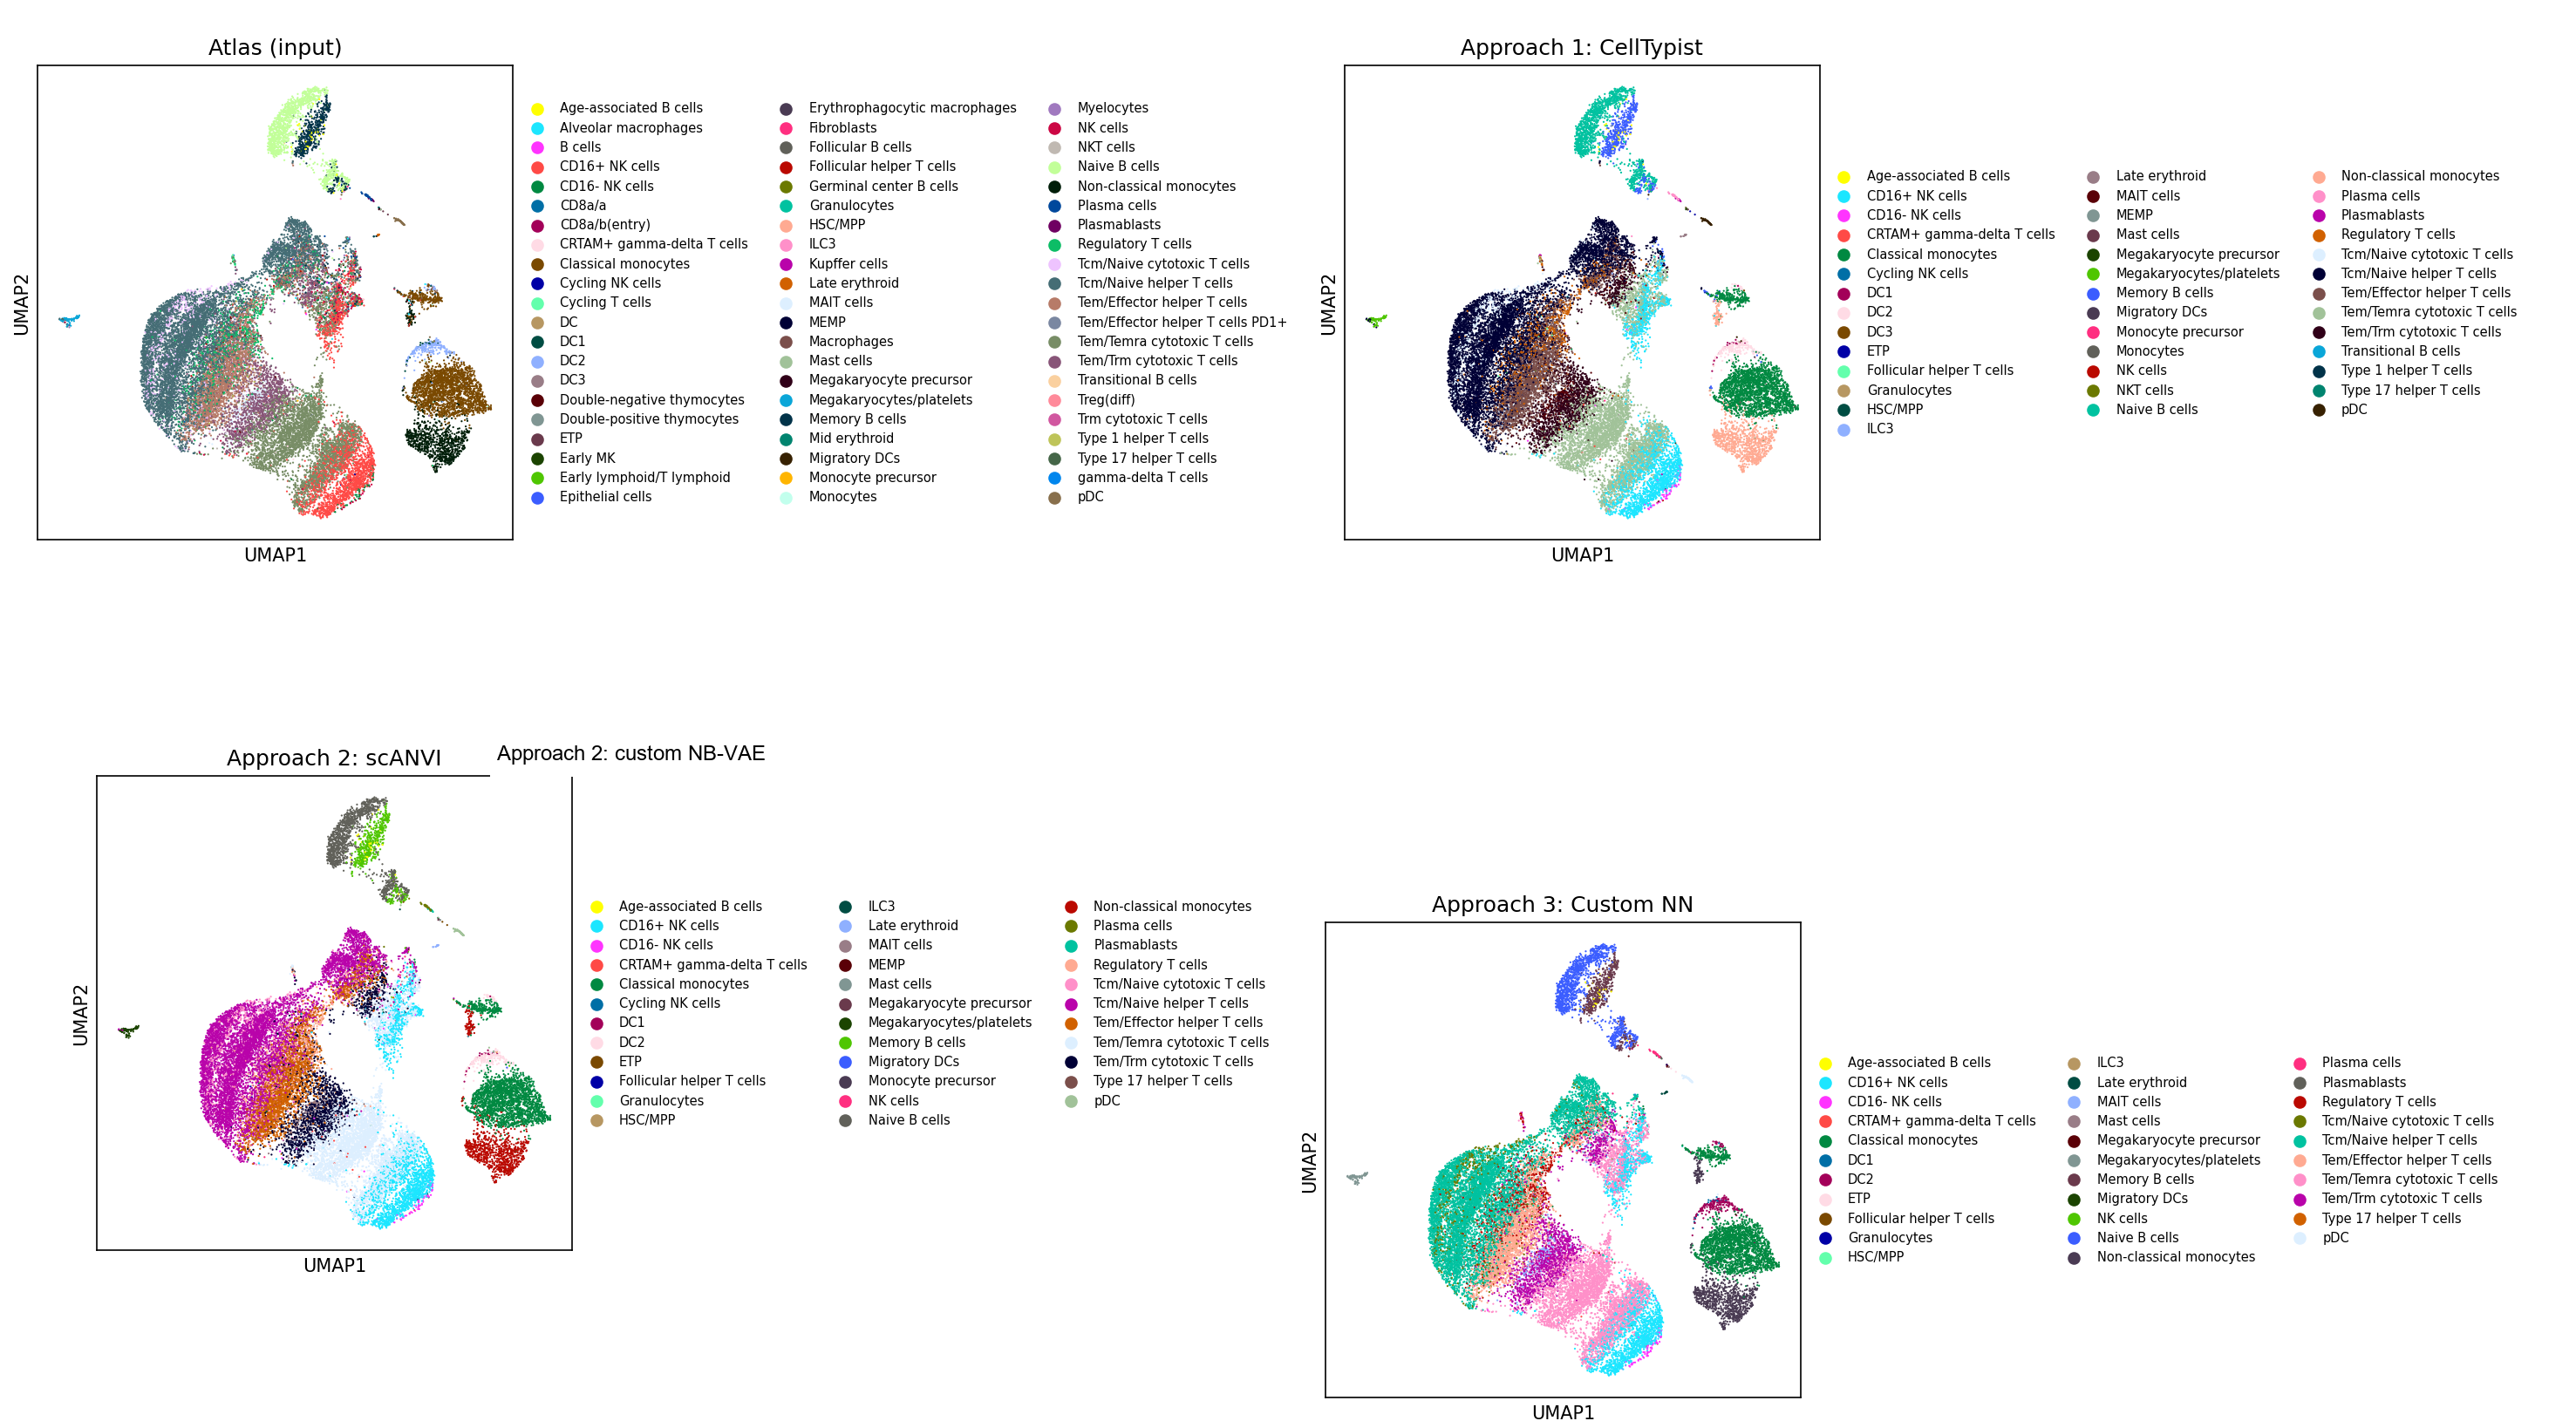 Atlas (input)
UMAP2
UMAP1
Age-associated B cells
Alveolar macrophages
B cells
CD16+ NK cells
CD16- NK cells
CD8a/a
CD8a/b(entry)
CRTAM+ gamma-delta T cells
Classical monocytes
Cycling NK cells
Cycling T cells
DC
DC1
DC2
DC3
Double-negative thymocytes
Double-positive thymocytes
ETP
Early MK
Early lymphoid/T lymphoid
Epithelial cells
Erythrophagocytic macrophages
Fibroblasts
Follicular B cells
Follicular helper T cells
Germinal center B cells
Granulocytes
HSC/MPP
ILC3
Kupffer cells
Late erythroid
MAIT cells
MEMP
Macrophages
Mast cells
Megakaryocyte precursor
Megakaryocytes/platelets
Memory B cells
Mid erythroid
Migratory DCs
Monocyte precursor
Monocytes
Myelocytes
NK cells
NKT cells
Naive B cells
Non-classical monocytes
Plasma cells
Plasmablasts
Regulatory T cells
Tcm/Naive cytotoxic T cells
Tcm/Naive helper T cells
Tem/Effector helper T cells
Tem/Effector helper T cells PD1+
Tem/Temra cytotoxic T cells
Tem/Trm cytotoxic T cells
Transitional B cells
Treg(diff)
Trm cytotoxic T cells
Type 1 helper T cells
Type 17 helper T cells
gamma-delta T cells
pDC
Approach 1: CellTypist
UMAP2
UMAP1
Age-associated B cells
CD16+ NK cells
CD16- NK cells
CRTAM+ gamma-delta T cells
Classical monocytes
Cycling NK cells
DC1
DC2
DC3
ETP
Follicular helper T cells
Granulocytes
HSC/MPP
ILC3
Late erythroid
MAIT cells
MEMP
Mast cells
Megakaryocyte precursor
Megakaryocytes/platelets
Memory B cells
Migratory DCs
Monocyte precursor
Monocytes
NK cells
NKT cells
Naive B cells
Non-classical monocytes
Plasma cells
Plasmablasts
Regulatory T cells
Tcm/Naive cytotoxic T cells
Tcm/Naive helper T cells
Tem/Effector helper T cells
Tem/Temra cytotoxic T cells
Tem/Trm cytotoxic T cells
Transitional B cells
Type 1 helper T cells
Type 17 helper T cells
pDC
Approach 2: scANVI
Approach 2: custom NB-VAE
UMAP2
UMAP1
Age-associated B cells
CD16+ NK cells
CD16- NK cells
CRTAM+ gamma-delta T cells
Classical monocytes
Cycling NK cells
DC1
DC2
ETP
Follicular helper T cells
Granulocytes
HSC/MPP
ILC3
Late erythroid
MAIT cells
MEMP
Mast cells
Megakaryocyte precursor
Megakaryocytes/platelets
Memory B cells
Migratory DCs
Monocyte precursor
NK cells
Naive B cells
Non-classical monocytes
Plasma cells
Plasmablasts
Regulatory T cells
Tcm/Naive cytotoxic T cells
Tcm/Naive helper T cells
Tem/Effector helper T cells
Tem/Temra cytotoxic T cells
Tem/Trm cytotoxic T cells
Type 17 helper T cells
pDC
Approach 3: Custom NN
UMAP2
UMAP1
Age-associated B cells
CD16+ NK cells
CD16- NK cells
CRTAM+ gamma-delta T cells
Classical monocytes
DC1
DC2
ETP
Follicular helper T cells
Granulocytes
HSC/MPP
ILC3
Late erythroid
MAIT cells
Mast cells
Megakaryocyte precursor
Megakaryocytes/platelets
Memory B cells
Migratory DCs
NK cells
Naive B cells
Non-classical monocytes
Plasma cells
Plasmablasts
Regulatory T cells
Tcm/Naive cytotoxic T cells
Tcm/Naive helper T cells
Tem/Effector helper T cells
Tem/Temra cytotoxic T cells
Tem/Trm cytotoxic T cells
Type 17 helper T cells
pDC